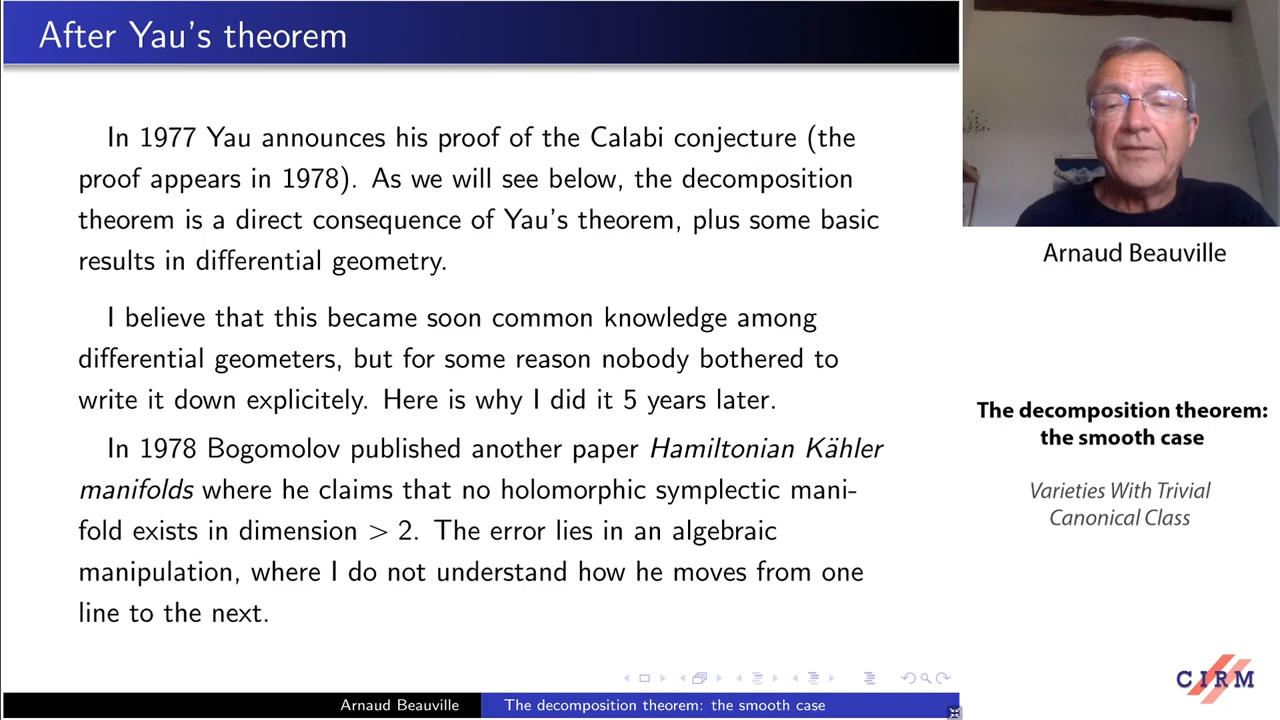 After Yau's theorem
In 1977 Yau announces his proof of the Calabi conjecture (the
proof appears in 1978). As we will see below, the decomposition
theorem is a direct consequence of Yau's theorem, plus some basic
results in differential geometry.
I believe that this became soon common knowledge among
differential geometers, but for some reason nobody bothered to
write it down explicitely. Here is why I did it 5 years later.
In 1978 Bogomolov published another paper Hamiltonian Kähler
manifolds where he claims that no holomorphic symplectic mani-
fold exists in dimension > 2. The error lies in an algebraic
manipulation, where I do not understand how he moves from one
line to the next.
Arnaud Beauville
The decomposition theorem: the smooth case
Arnaud Beauville
The decomposition theorem:
the smooth case
Varieties With Trivial
Canonical Class
CIRM